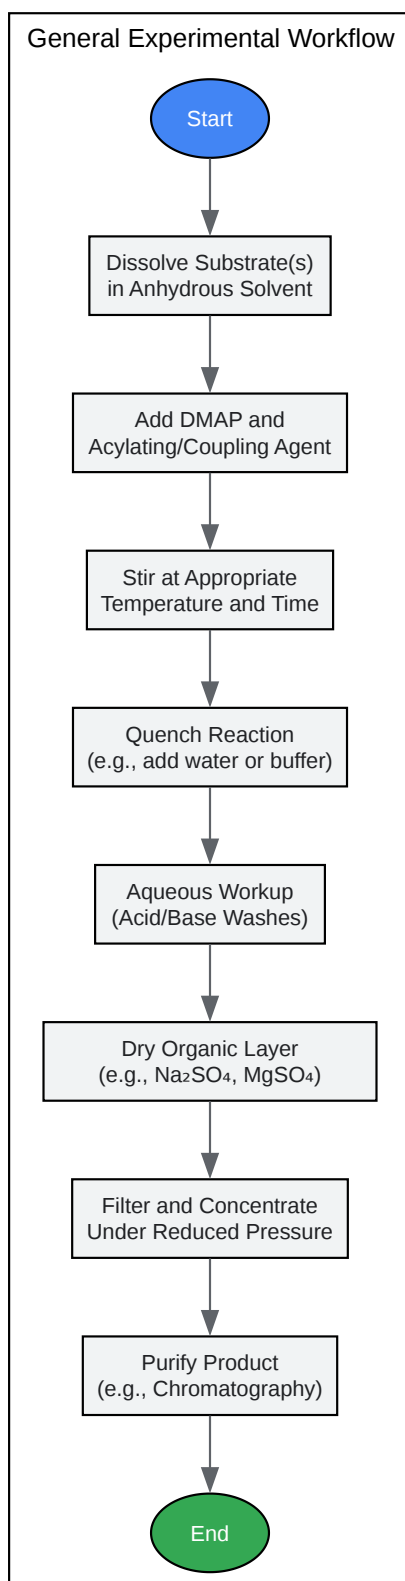 General Experimental Workflow
Start
Dissolve Substrate(s)
in Anhydrous Solvent
Add DMAP and
Acylating/Coupling Agent
Stir at Appropriate
Temperature and Time
Quench Reaction
(e.g., add water or buffer)
Aqueous Workup
(Acid/Base Washes)
Dry Organic Layer
(e.g., Na₂SO₄, MgSO₄)
Filter and Concentrate
Under Reduced Pressure
Purify Product
(e.g., Chromatography)
End